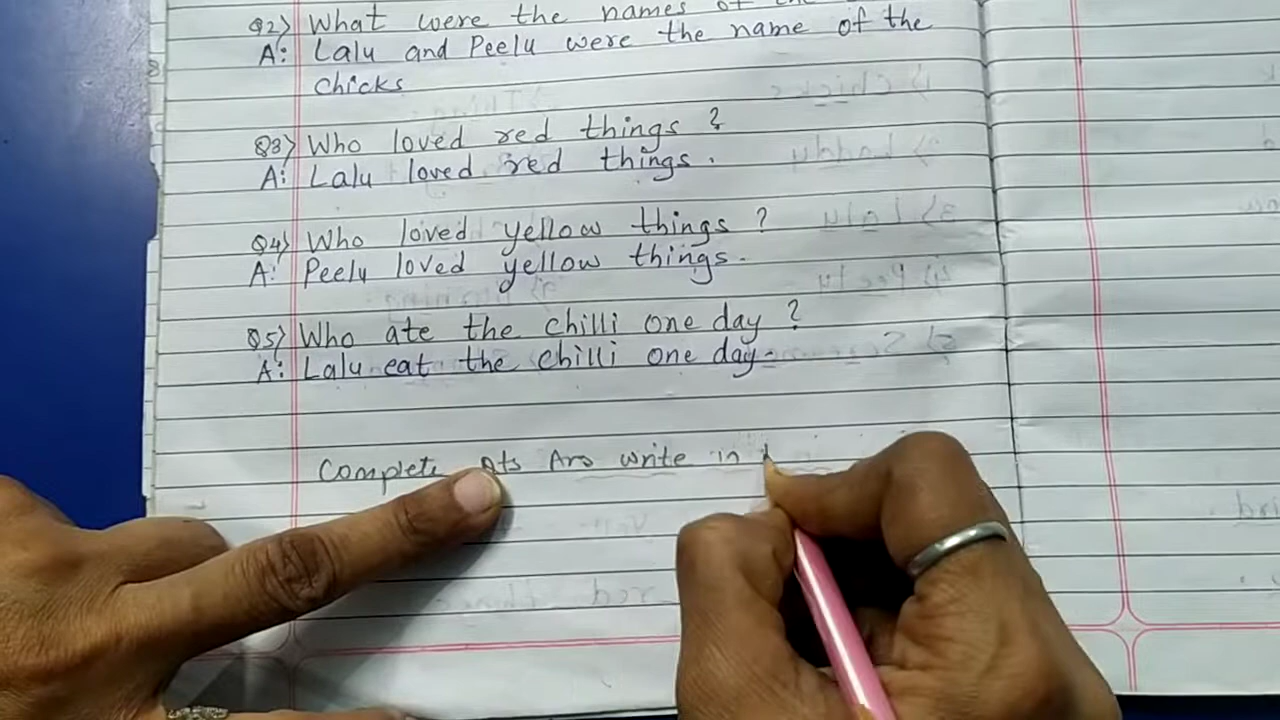 Q2) What were the names of the
A: Lalu and Peelu were the name of the
chicks
Q3) Who loved red things ?
A: Lalu loved red things.
Q4) Who loved yellow things ?
A: Peelu loved yellow things.
Q5) Who ate the chilli one day ?
A: Lalu eat the chilli one day.
Complete Qts Ans write in